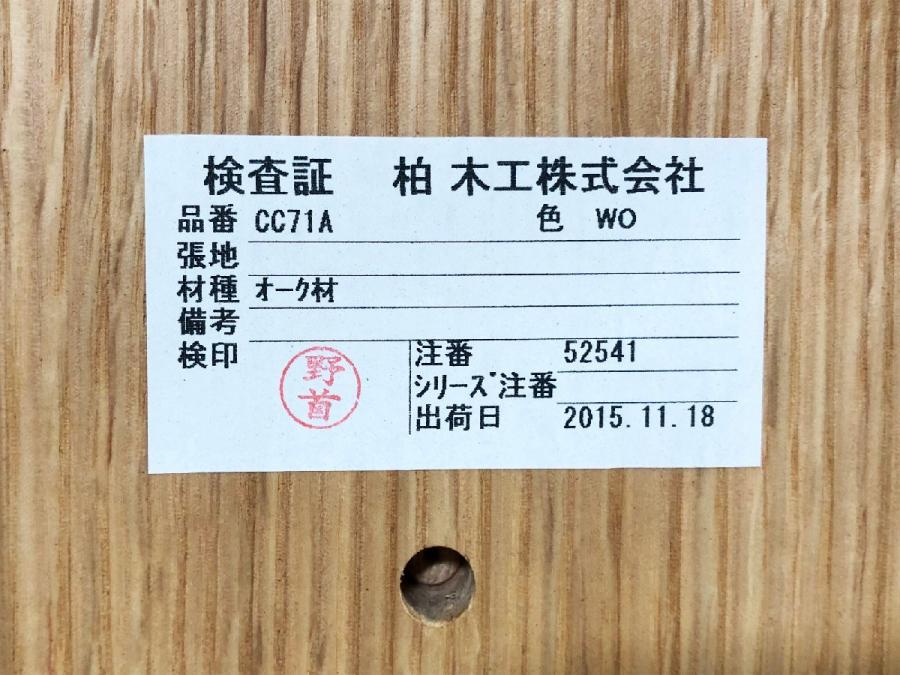 検査証 柏木工株式会社
品番 CC71A 色 WO
張地
材種 オーク材
備考
検印 野首
注番 52541
シリーズ注番
出荷日 2015.11.18